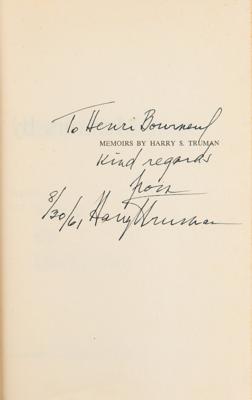 To Henri Bourneuf
MEMOIRS BY HARRY S. TRUMAN
kind regards
from
8/30/61 Harry Truman